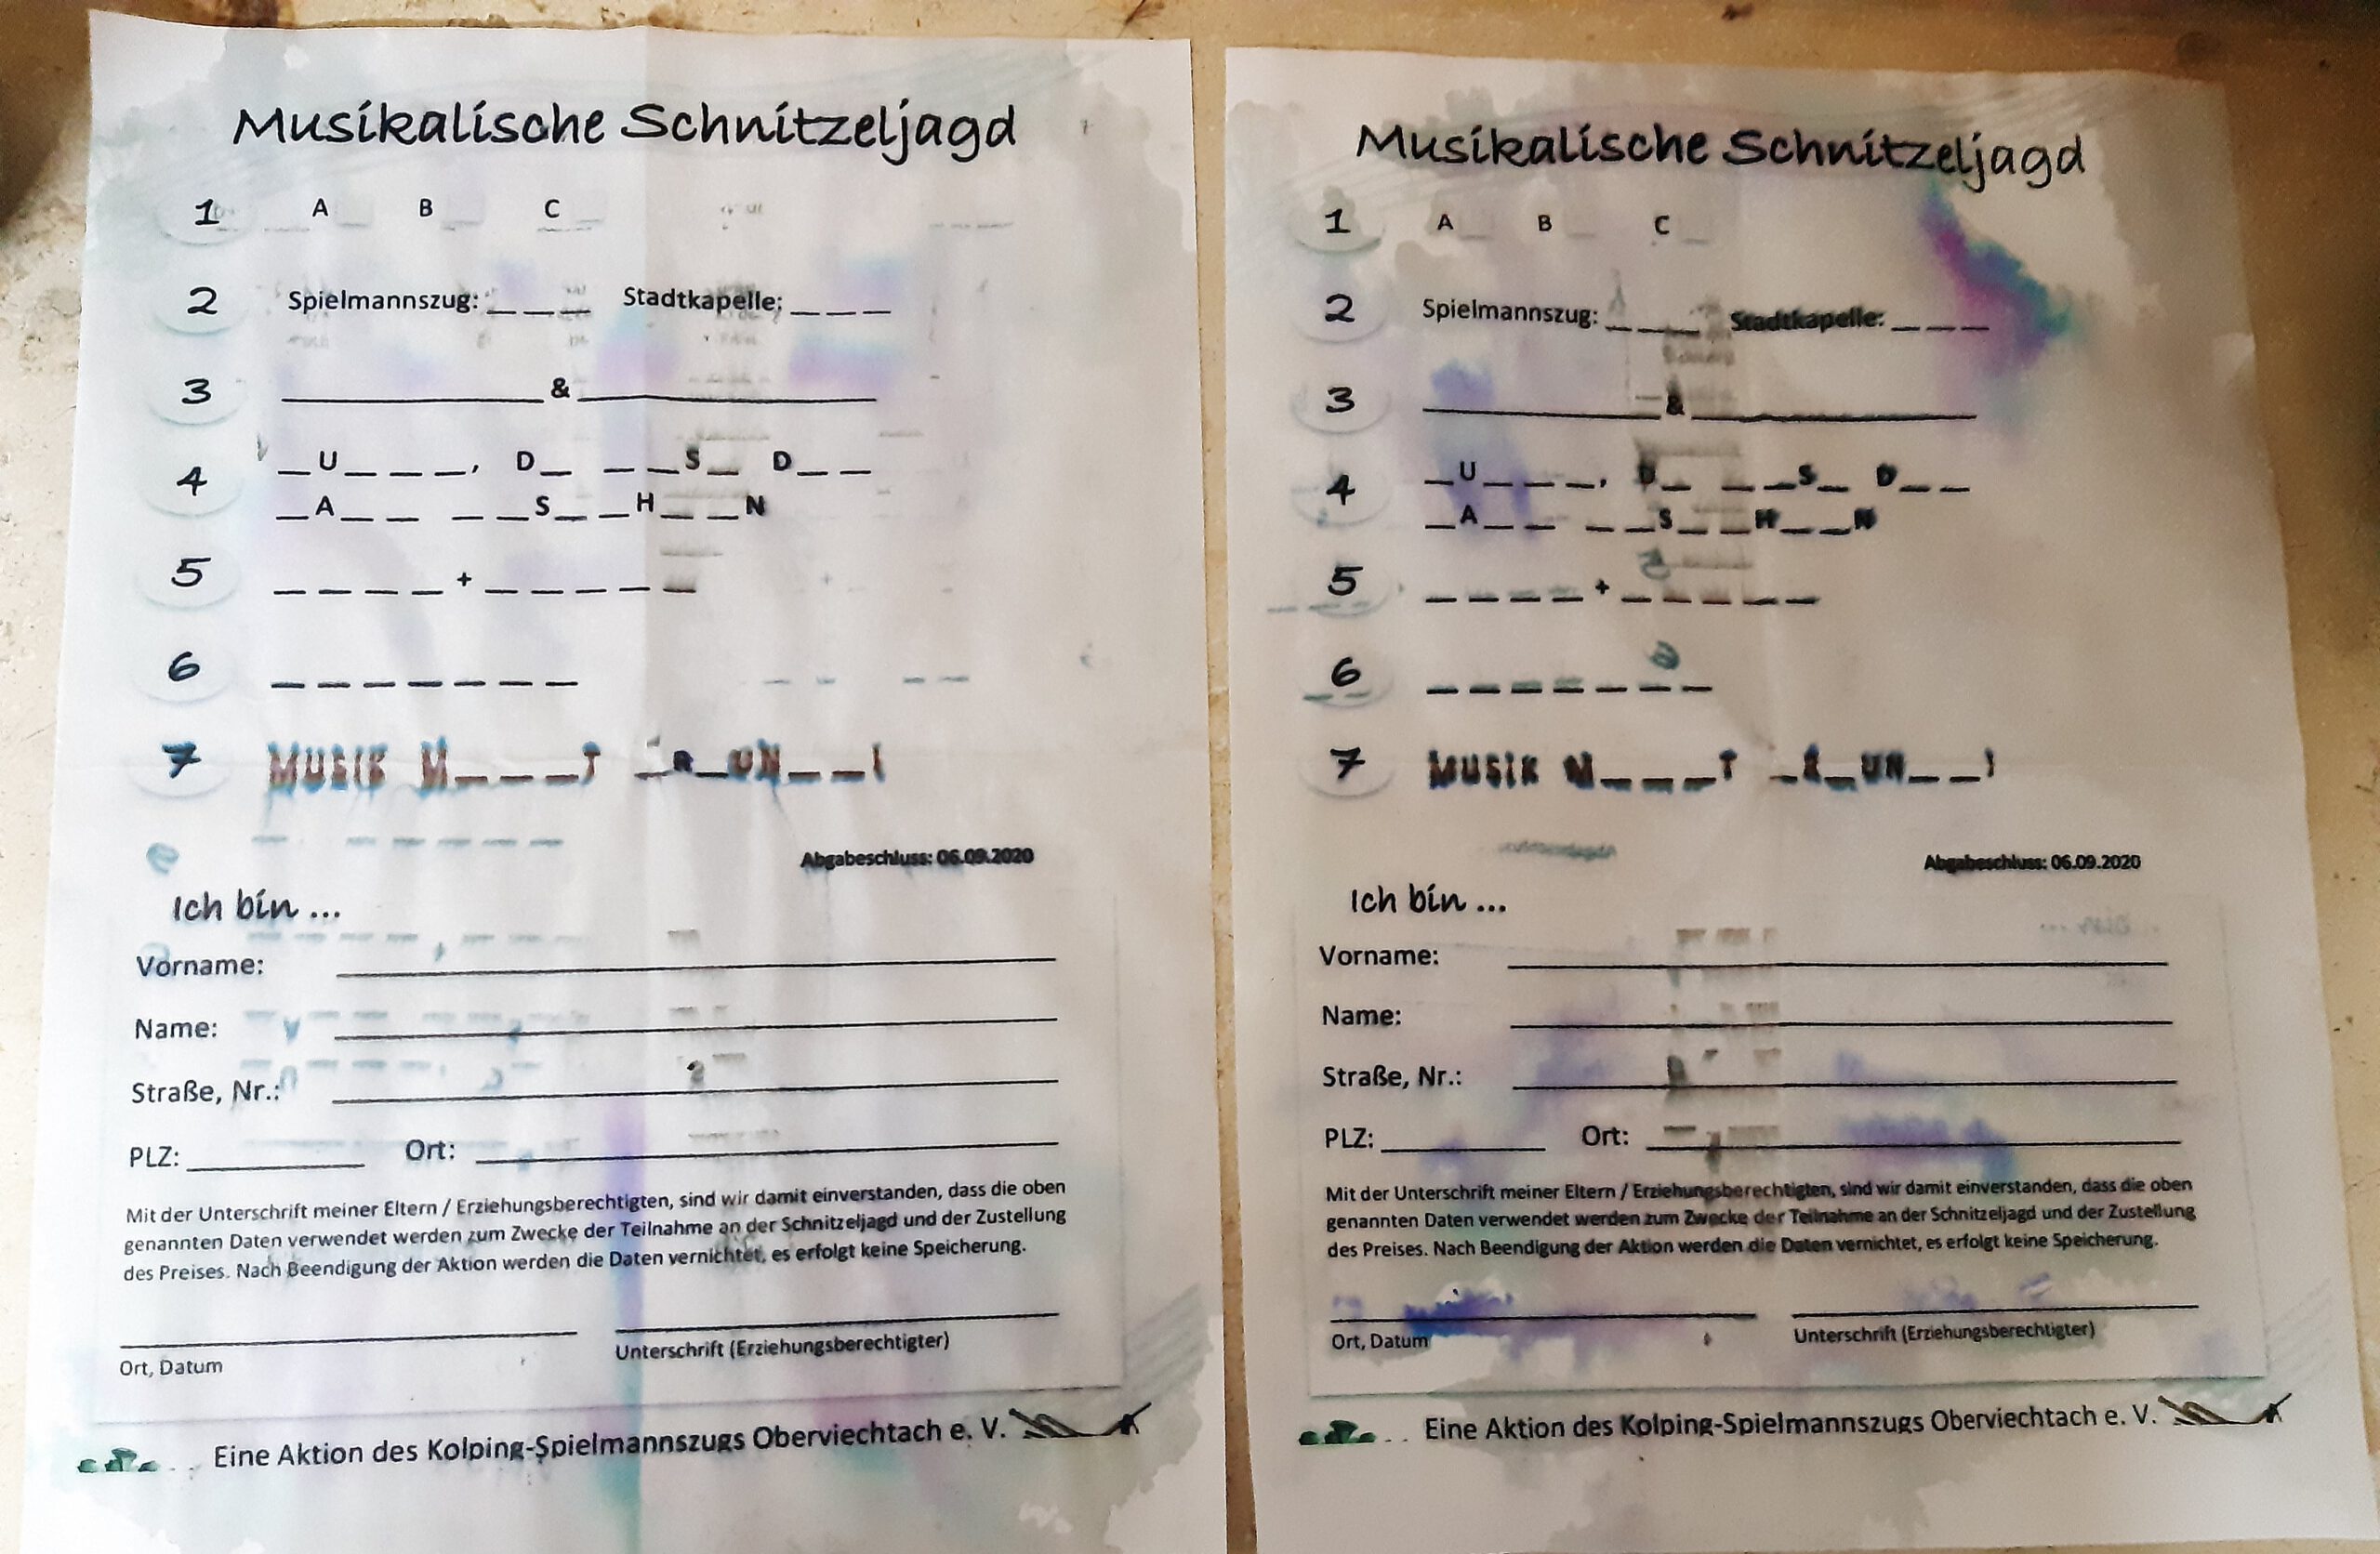 Musikalische Schnitzeljagd
1 A _ B _ C _
2 Spielmannszug: _ _ _ Stadtkapelle: _ _ _
3 ____________ & ____________
4 _ U _ _ _, D _ _ _ S _ D _ _
_ A _ _ _ _ S _ _ H _ _ N
5 _ _ _ _ + _ _ _ _ _
6 _ _ _ _ _ _ _
7 MUSIK M _ _ _ T _ R _ UN _ _ !
Abgabeschluss: 06.09.2020
Ich bin ...
Vorname:
Name:
Straße, Nr.:
PLZ: Ort:
Mit der Unterschrift meiner Eltern / Erziehungsberechtigten, sind wir damit einverstanden, dass die oben
genannten Daten verwendet werden zum Zwecke der Teilnahme an der Schnitzeljagd und der Zustellung
des Preises. Nach Beendigung der Aktion werden die Daten vernichtet, es erfolgt keine Speicherung.
Ort, Datum Unterschrift (Erziehungsberechtigter)
Eine Aktion des Kolping-Spielmannszugs Oberviechtach e. V.
Musikalische Schnitzeljagd
1 A _ B _ C _
2 Spielmannszug: _ _ _ Stadtkapelle: _ _ _
3 ____________ & ____________
4 _ U _ _ _, D _ _ _ S _ D _ _
_ A _ _ _ _ S _ _ H _ _ N
5 _ _ _ _ + _ _ _ _ _
6 _ _ _ _ _ _ _
7 MUSIK M _ _ _ T _ R _ UN _ _ !
Abgabeschluss: 06.09.2020
Ich bin ...
Vorname:
Name:
Straße, Nr.:
PLZ: Ort:
Mit der Unterschrift meiner Eltern / Erziehungsberechtigten, sind wir damit einverstanden, dass die oben
genannten Daten verwendet werden zum Zwecke der Teilnahme an der Schnitzeljagd und der Zustellung
des Preises. Nach Beendigung der Aktion werden die Daten vernichtet, es erfolgt keine Speicherung.
Ort, Datum Unterschrift (Erziehungsberechtigter)
Eine Aktion des Kolping-Spielmannszugs Oberviechtach e. V.